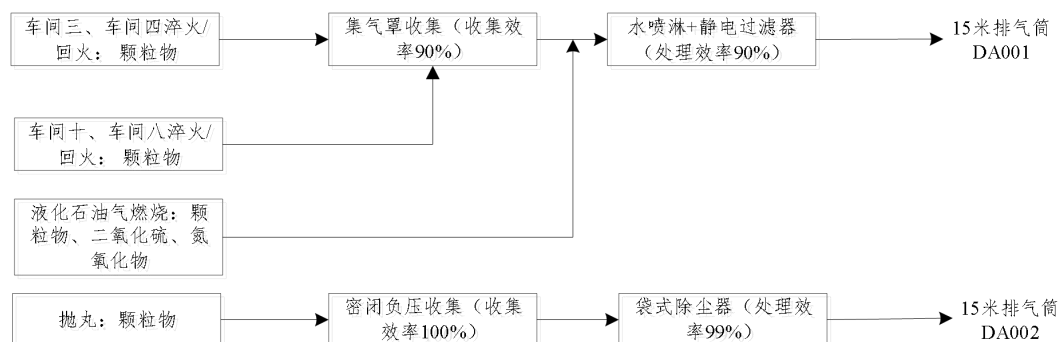 车间三、车间四淬火/
回火： 颗粒物
集气罩收集（收集效
率90%）
水喷淋+静电过滤器
（处理效率90%）
15米排气筒
DA001
车间十、车间八淬火/
回火： 颗粒物
液化石油气燃烧：颗
粒物、二氧化硫、氮
氧化物
抛丸：颗粒物
密闭负压收集（收集
效率100%）
袋式除尘器（处理效
率99%）
15米排气筒
DA002